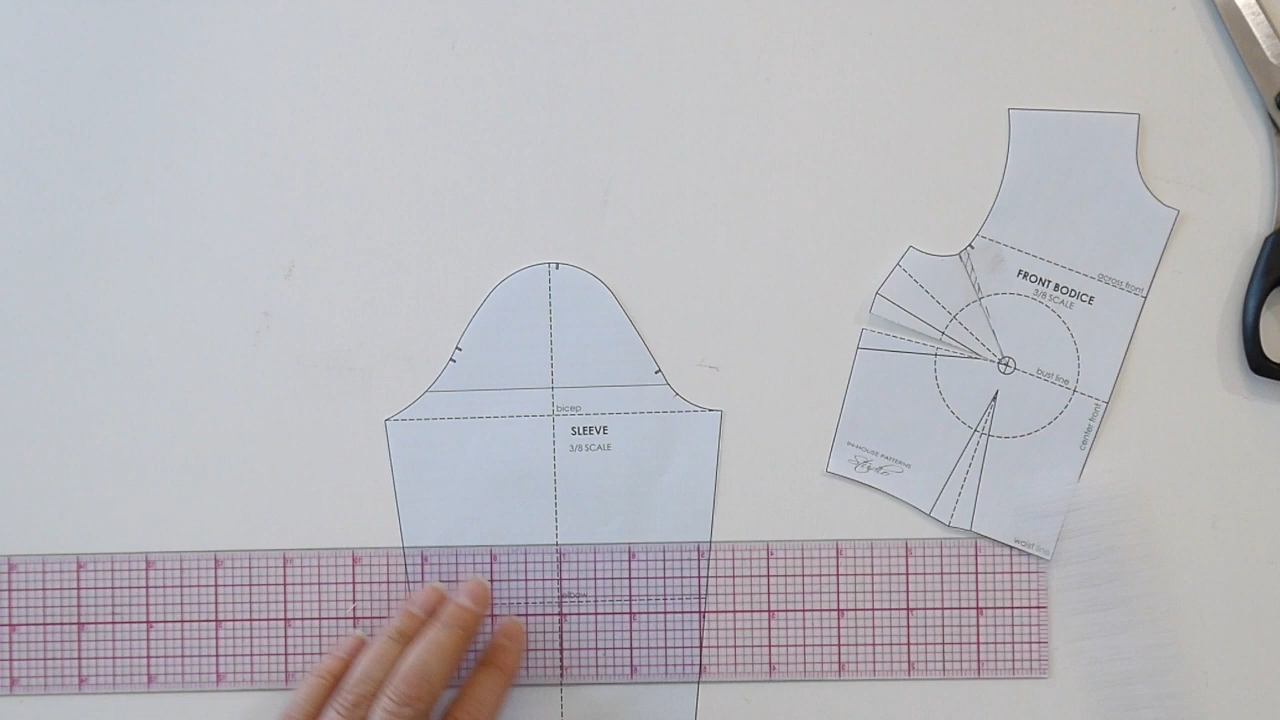 bicep
SLEEVE
3/8 SCALE
elbow
across front
FRONT BODICE
3/8 SCALE
bust line
center front
IN-HOUSE PATTERNS
Studio
waist line